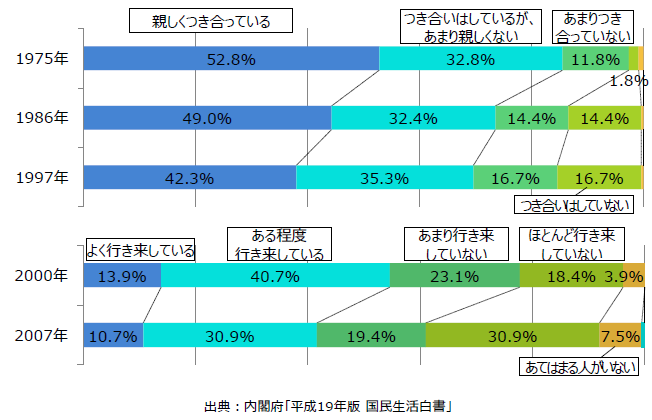 親しくつき合っている
つき合いはしているが、
あまり親しくない
あまりつき
合っていない
1975年
52.8%
32.8%
11.8%
1.8%
1986年
49.0%
32.4%
14.4%
14.4%
1997年
42.3%
35.3%
16.7%
16.7%
つき合いはしていない
よく行き来している
ある程度
行き来している
あまり行き来
していない
ほとんど行き来
していない
2000年
13.9%
40.7%
23.1%
18.4%
3.9%
2007年
10.7%
30.9%
19.4%
30.9%
7.5%
あてはまる人がいない
出典:内閣府「平成19年版 国民生活白書」